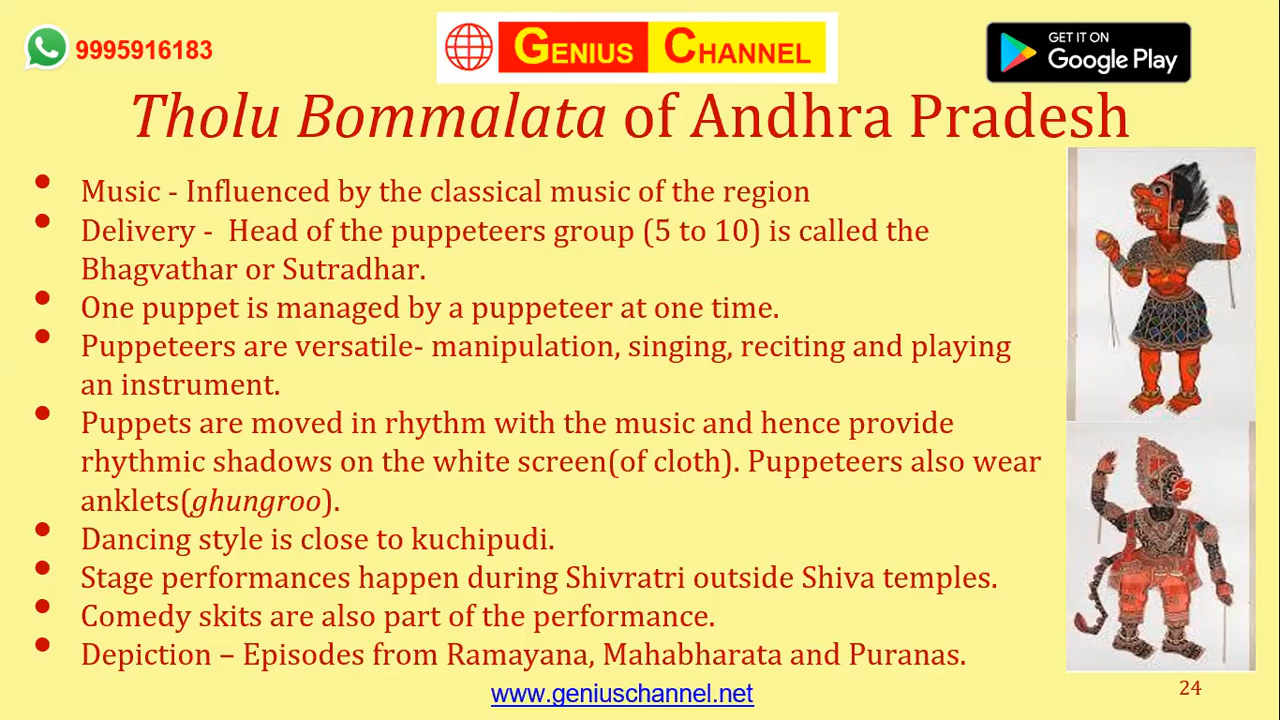 9995916183
GENIUS CHANNEL
GET IT ON
Google Play
Tholu Bommalata of Andhra Pradesh
• Music - Influenced by the classical music of the region
• Delivery - Head of the puppeteers group (5 to 10) is called the
Bhagvathar or Sutradhar.
• One puppet is managed by a puppeteer at one time.
• Puppeteers are versatile- manipulation, singing, reciting and playing
an instrument.
• Puppets are moved in rhythm with the music and hence provide
rhythmic shadows on the white screen(of cloth). Puppeteers also wear
anklets(ghungroo).
• Dancing style is close to kuchipudi.
• Stage performances happen during Shivratri outside Shiva temples.
• Comedy skits are also part of the performance.
• Depiction – Episodes from Ramayana, Mahabharata and Puranas.
www.geniuschannel.net
24